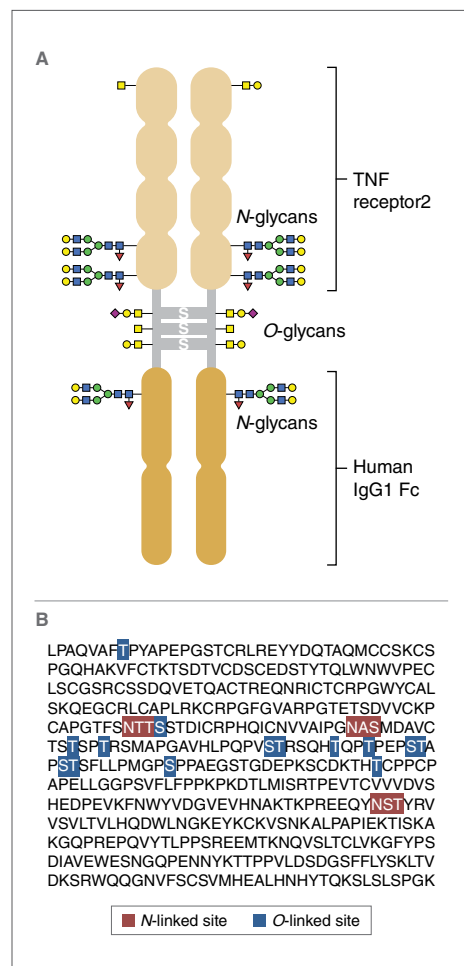 A
TNF
receptor2
N-glycans
S
S
S
O-glycans
N-glycans
Human
IgG1 Fc
B
LPAQVAFTPYAPEPGSTCRLREYYDQTAQMCCSKCS
PGQHAKVFCTKTSDTVCDSCEDSTYTQLWNWVPEC
LSCGSRCSSDQVETQACTREQNRICTCRPGWYCAL
SKQEGCRLCAPLRKCRPGFGVARPGTETSDVVCKP
CAPGTFSNTTSSTDICRPHQICNVVAIPGNASMDAVC
TSTSPTRSMAPGAVHLPQPVSTRSQHTQPTPEPSTA
PSTSFLLPMGPSPPAEGSTGDEPKSCDKTHTCPPCP
APELLGGPSVFLFPPKPKDTLMISRTPEVTCVVVDVS
HEDPEVKFNWYVDGVEVHNAKTKPREEQYNSTYRV
VSVLTVLHQDWLNGKEYKCKVSNKALPAPIEKTISKA
KGQPREPQVYTLPPSREEMTKNQVSLTCLVKGFYPS
DIAVEWESNGQPENNYKTTPPVLDSDGSFFLYSKLTV
DKSRWQQGNVFSCSVMHEALHNHYTQKSLSLSPGK
N-linked site
O-linked site